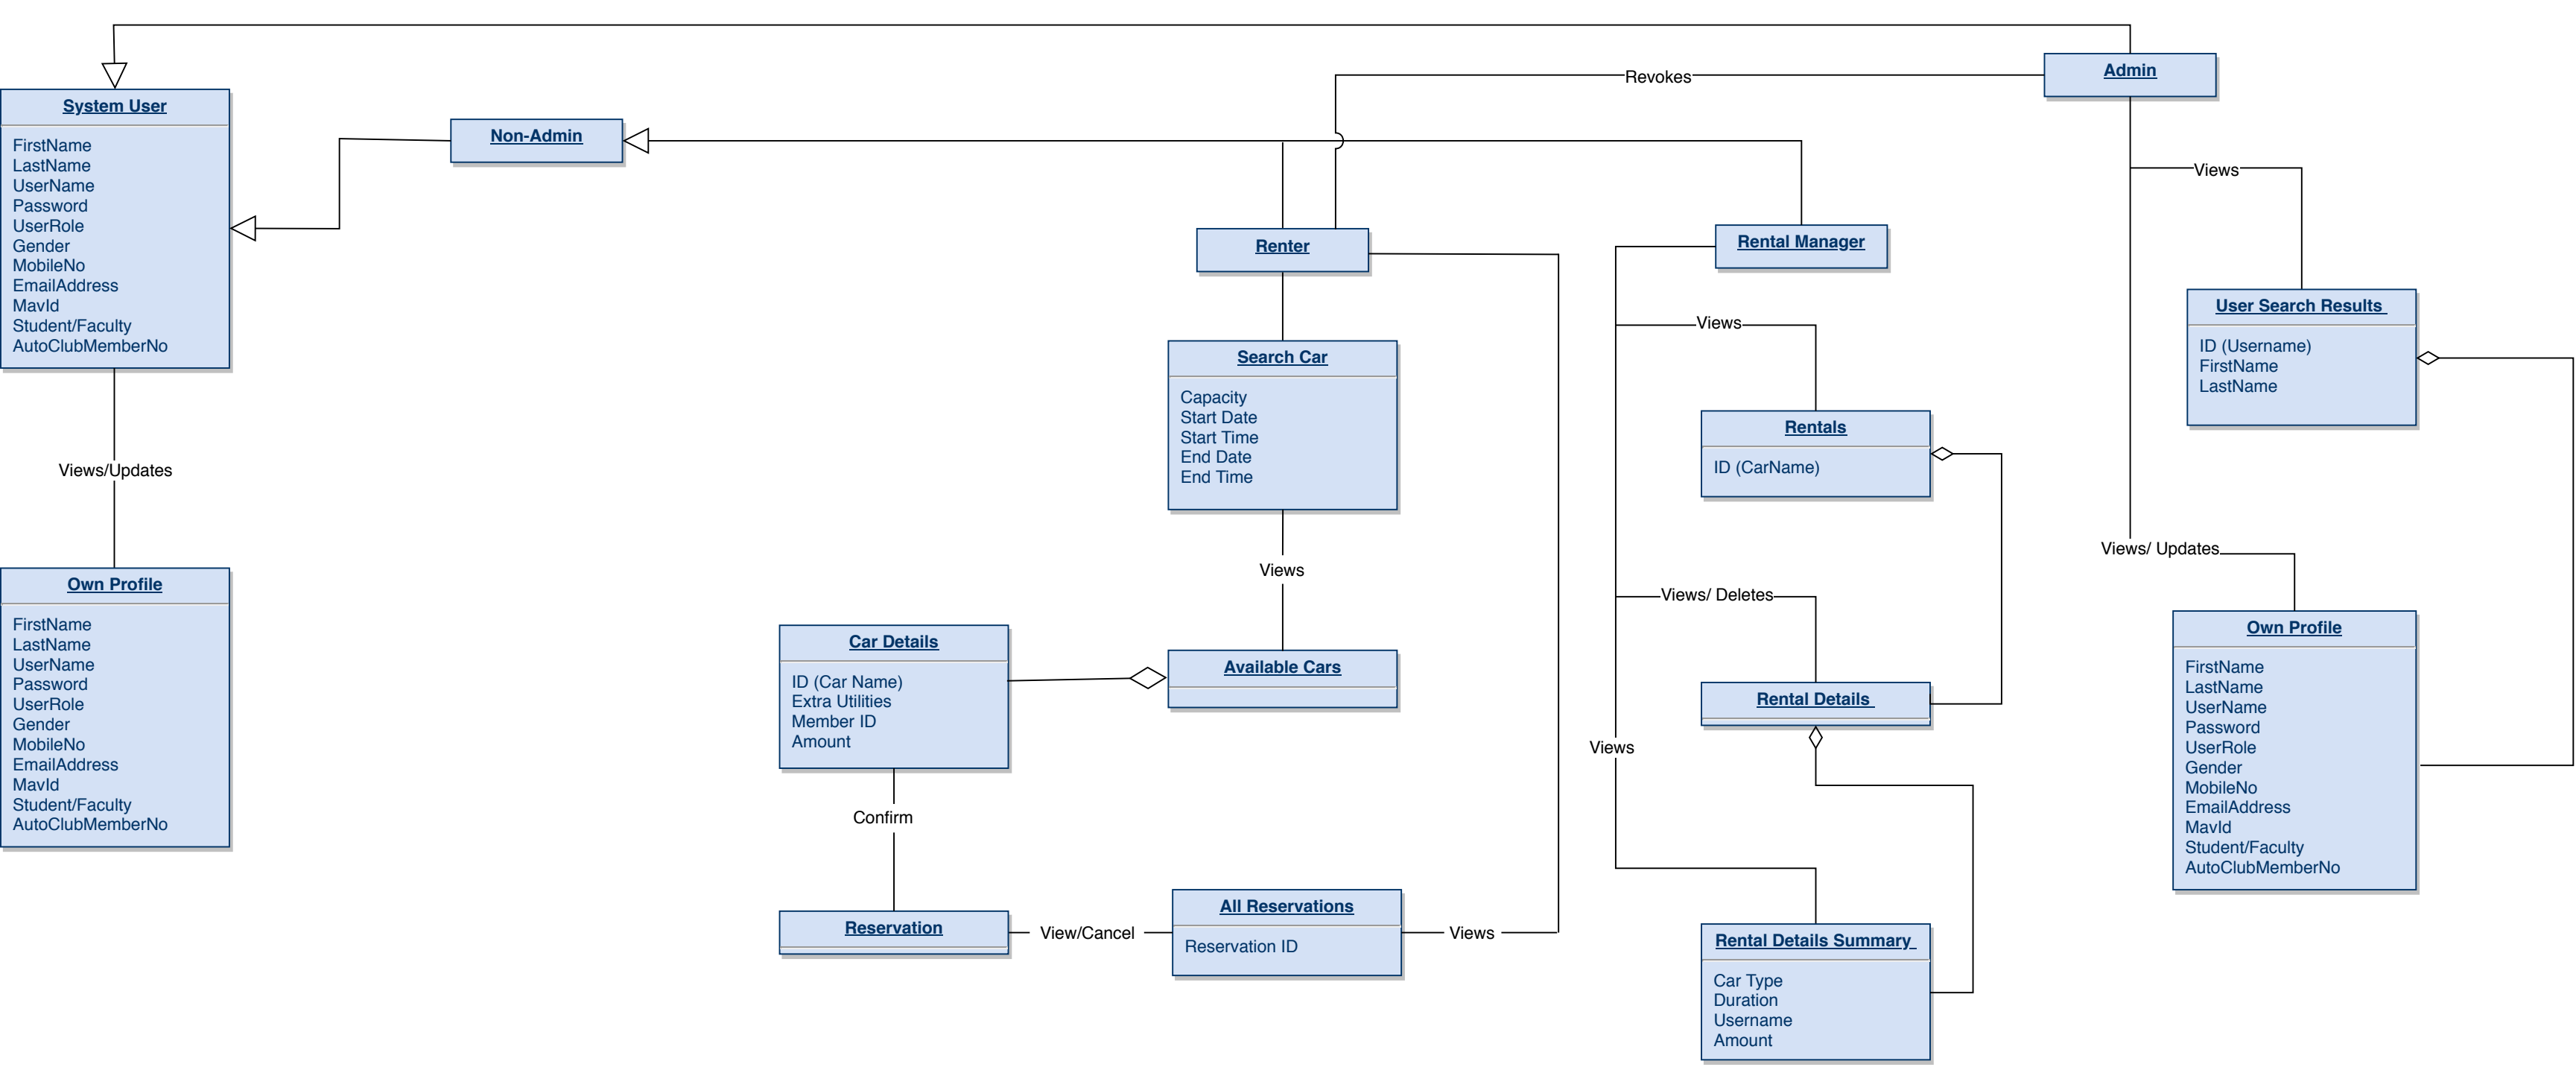 Admin
Revokes
System User
FirstName
LastName
UserName
Password
UserRole
Gender
MobileNo
EmailAddress
MavId
Student/Faculty
AutoClubMemberNo
Non-Admin
Views/Updates
Own Profile
FirstName
LastName
UserName
Password
UserRole
Gender
MobileNo
EmailAddress
MavId
Student/Faculty
AutoClubMemberNo
Renter
Search Car
Capacity
Start Date
Start Time
End Date
End Time
Views
Available Cars
Car Details
ID (Car Name)
Extra Utilities
Member ID
Amount
Confirm
Reservation
View/Cancel
All Reservations
Reservation ID
Views
Rental Manager
Views
Rentals
ID (CarName)
Views/ Deletes
Rental Details
Views
Rental Details Summary
Car Type
Duration
Username
Amount
Views
User Search Results
ID (Username)
FirstName
LastName
Views/ Updates
Own Profile
FirstName
LastName
UserName
Password
UserRole
Gender
MobileNo
EmailAddress
MavId
Student/Faculty
AutoClubMemberNo